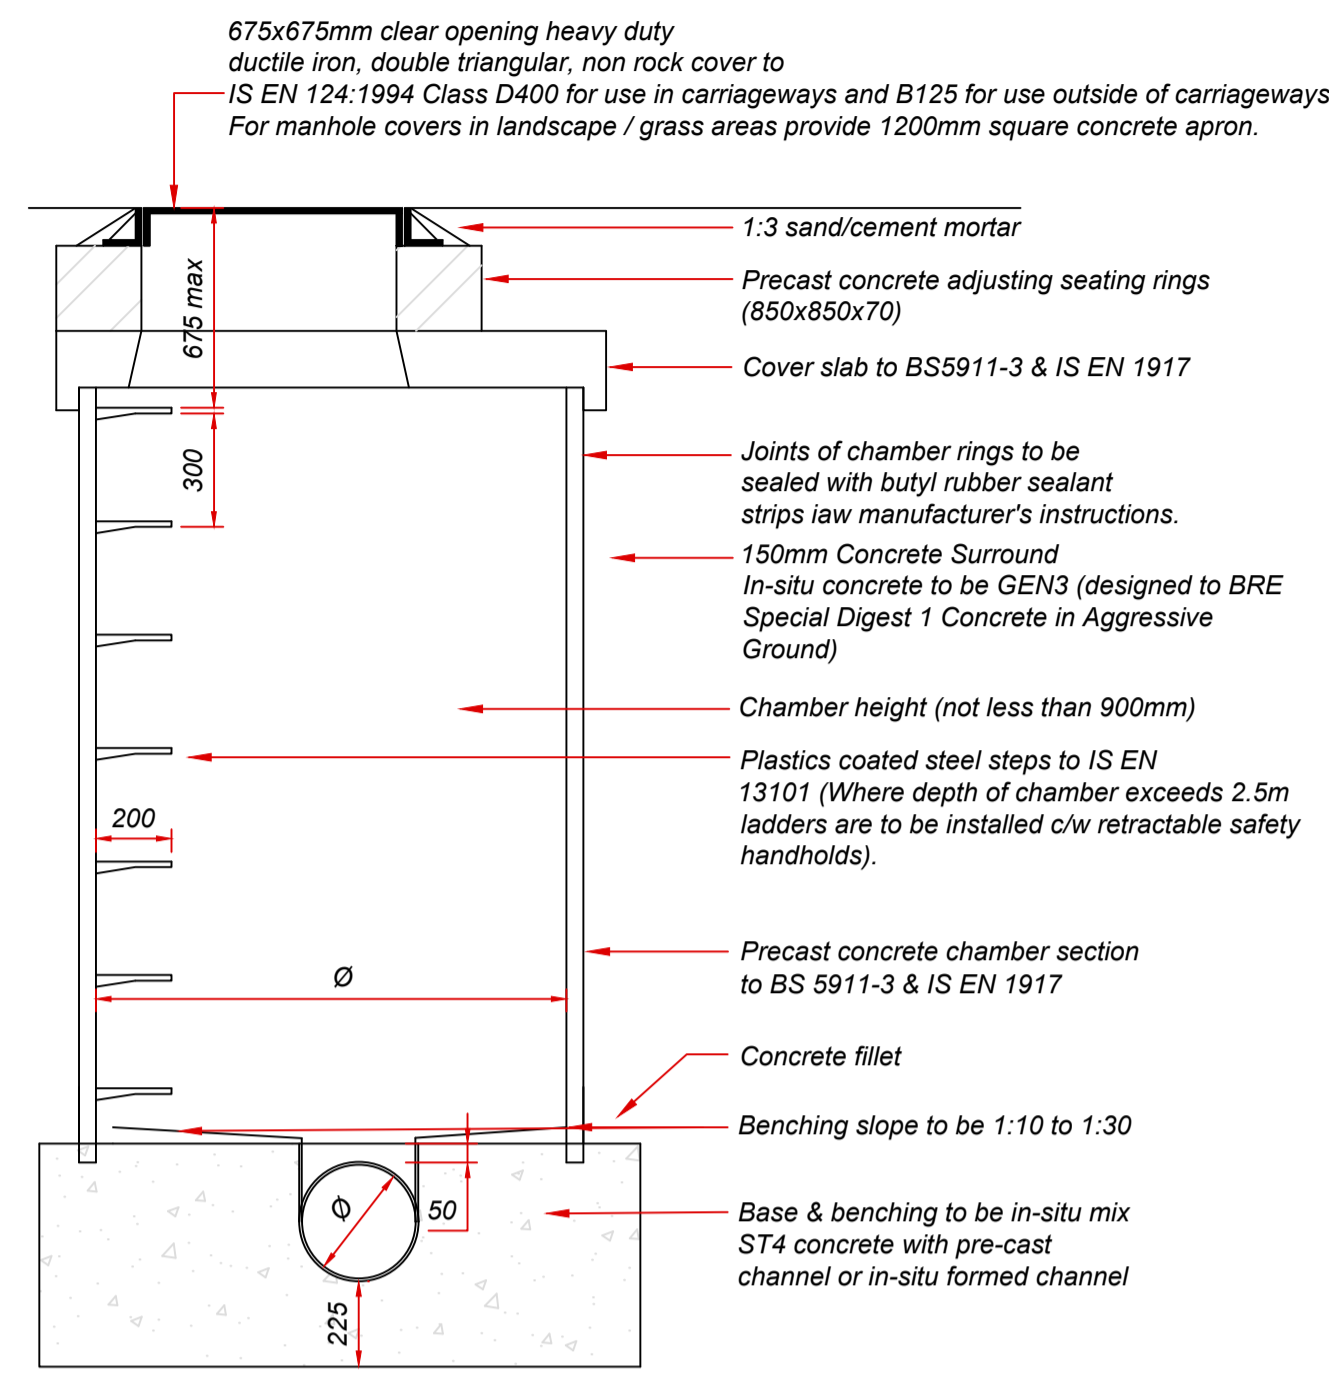 675x675mm clear opening heavy duty
ductile iron, double triangular, non rock cover to
IS EN 124:1994 Class D400 for use in carriageways and B125 for use outside of carriageways
For manhole covers in landscape / grass areas provide 1200mm square concrete apron.
1:3 sand/cement mortar
675 max
Precast concrete adjusting seating rings
(850x850x70)
Cover slab to BS5911-3 & IS EN 1917
300
Joints of chamber rings to be
sealed with butyl rubber sealant
strips iaw manufacturer's instructions.
150mm Concrete Surround
In-situ concrete to be GEN3 (designed to BRE
Special Digest 1 Concrete in Aggressive
Ground)
Chamber height (not less than 900mm)
Plastics coated steel steps to IS EN
13101 (Where depth of chamber exceeds 2.5m
ladders are to be installed c/w retractable safety
handholds).
200
Precast concrete chamber section
to BS 5911-3 & IS EN 1917
Ø
Concrete fillet
Benching slope to be 1:10 to 1:30
Ø
50
Base & benching to be in-situ mix
ST4 concrete with pre-cast
channel or in-situ formed channel
225